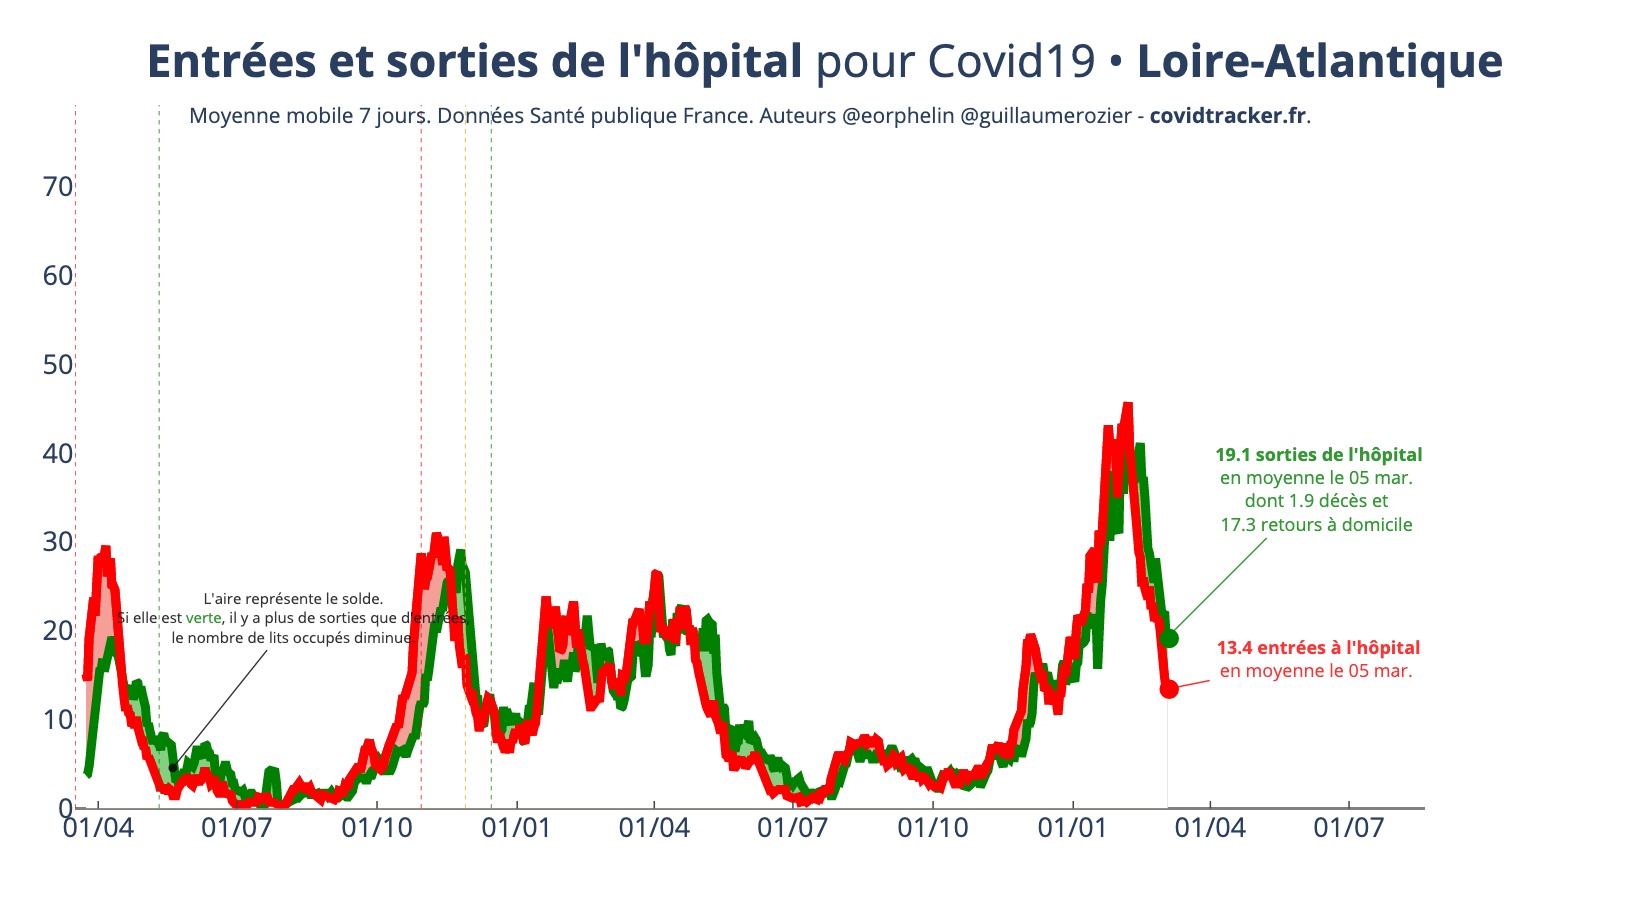 Entrées et sorties de l'hôpital pour Covid19 • Loire-Atlantique
Moyenne mobile 7 jours. Données Santé publique France. Auteurs @eorphelin @guillaumerozier - covidtracker.fr.
70
60
50
40
30
20
10
0
19.1 sorties de l'hôpital
en moyenne le 05 mar.
dont 1.9 décès et
17.3 retours à domicile
L'aire représente le solde.
Si elle est verte, il y a plus de sorties que d'entrées,
le nombre de lits occupés diminue.
13.4 entrées à l'hôpital
en moyenne le 05 mar.
01/04 01/07 01/10 01/01 01/04 01/07 01/10 01/01 01/04 01/07